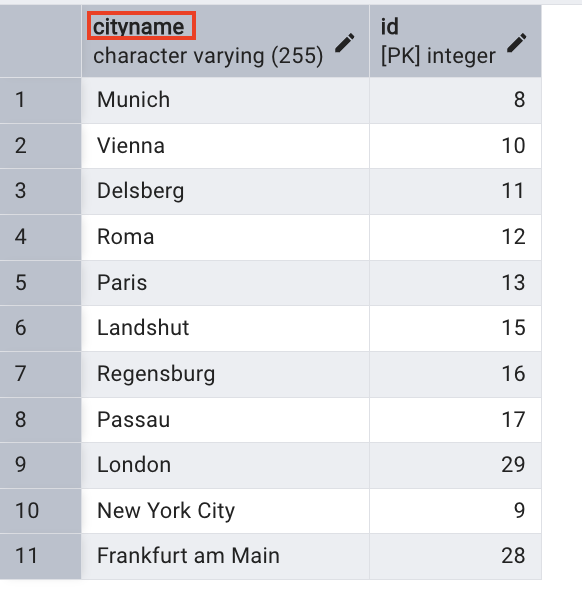 cityname id
character varying (255) [PK] integer
1 Munich 8
2 Vienna 10
3 Delsberg 11
4 Roma 12
5 Paris 13
6 Landshut 15
7 Regensburg 16
8 Passau 17
9 London 29
10 New York City 9
11 Frankfurt am Main 28